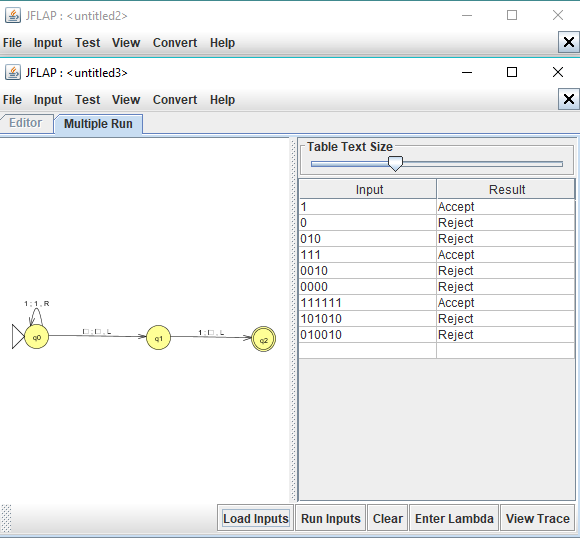 JFLAP : <untitled2>
File Input Test View Convert Help
JFLAP : <untitled3>
File Input Test View Convert Help
Editor Multiple Run
Table Text Size
Input Result
1 Accept
0 Reject
010 Reject
111 Accept
0010 Reject
0000 Reject
111111 Accept
101010 Reject
010010 Reject
1 ; 1 , R
q0
□ ; □ , L
q1
1 ; □ , L
q2
Load Inputs Run Inputs Clear Enter Lambda View Trace